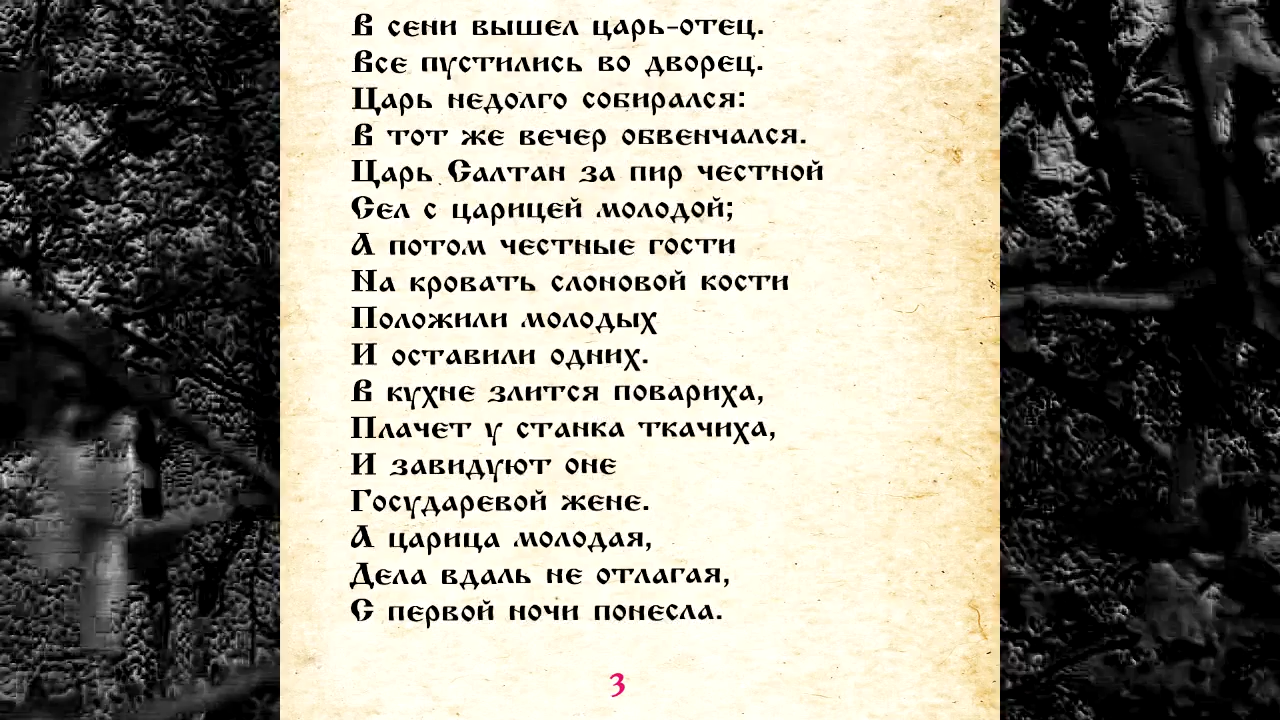 В сени вышел царь-отец.
Все пустились во дворец.
Царь недолго собирался:
В тот же вечер обвенчался.
Царь Салтан за пир честной
Сел с царицей молодой;
А потом честные гости
На кровать слоновой кости
Положили молодых
И оставили одних.
В кухне злится повариха,
Плачет у станка ткачиха,
И завидуют оне
Государевой жене.
А царица молодая,
Дела вдаль не отлагая,
С первой ночи понесла.
3